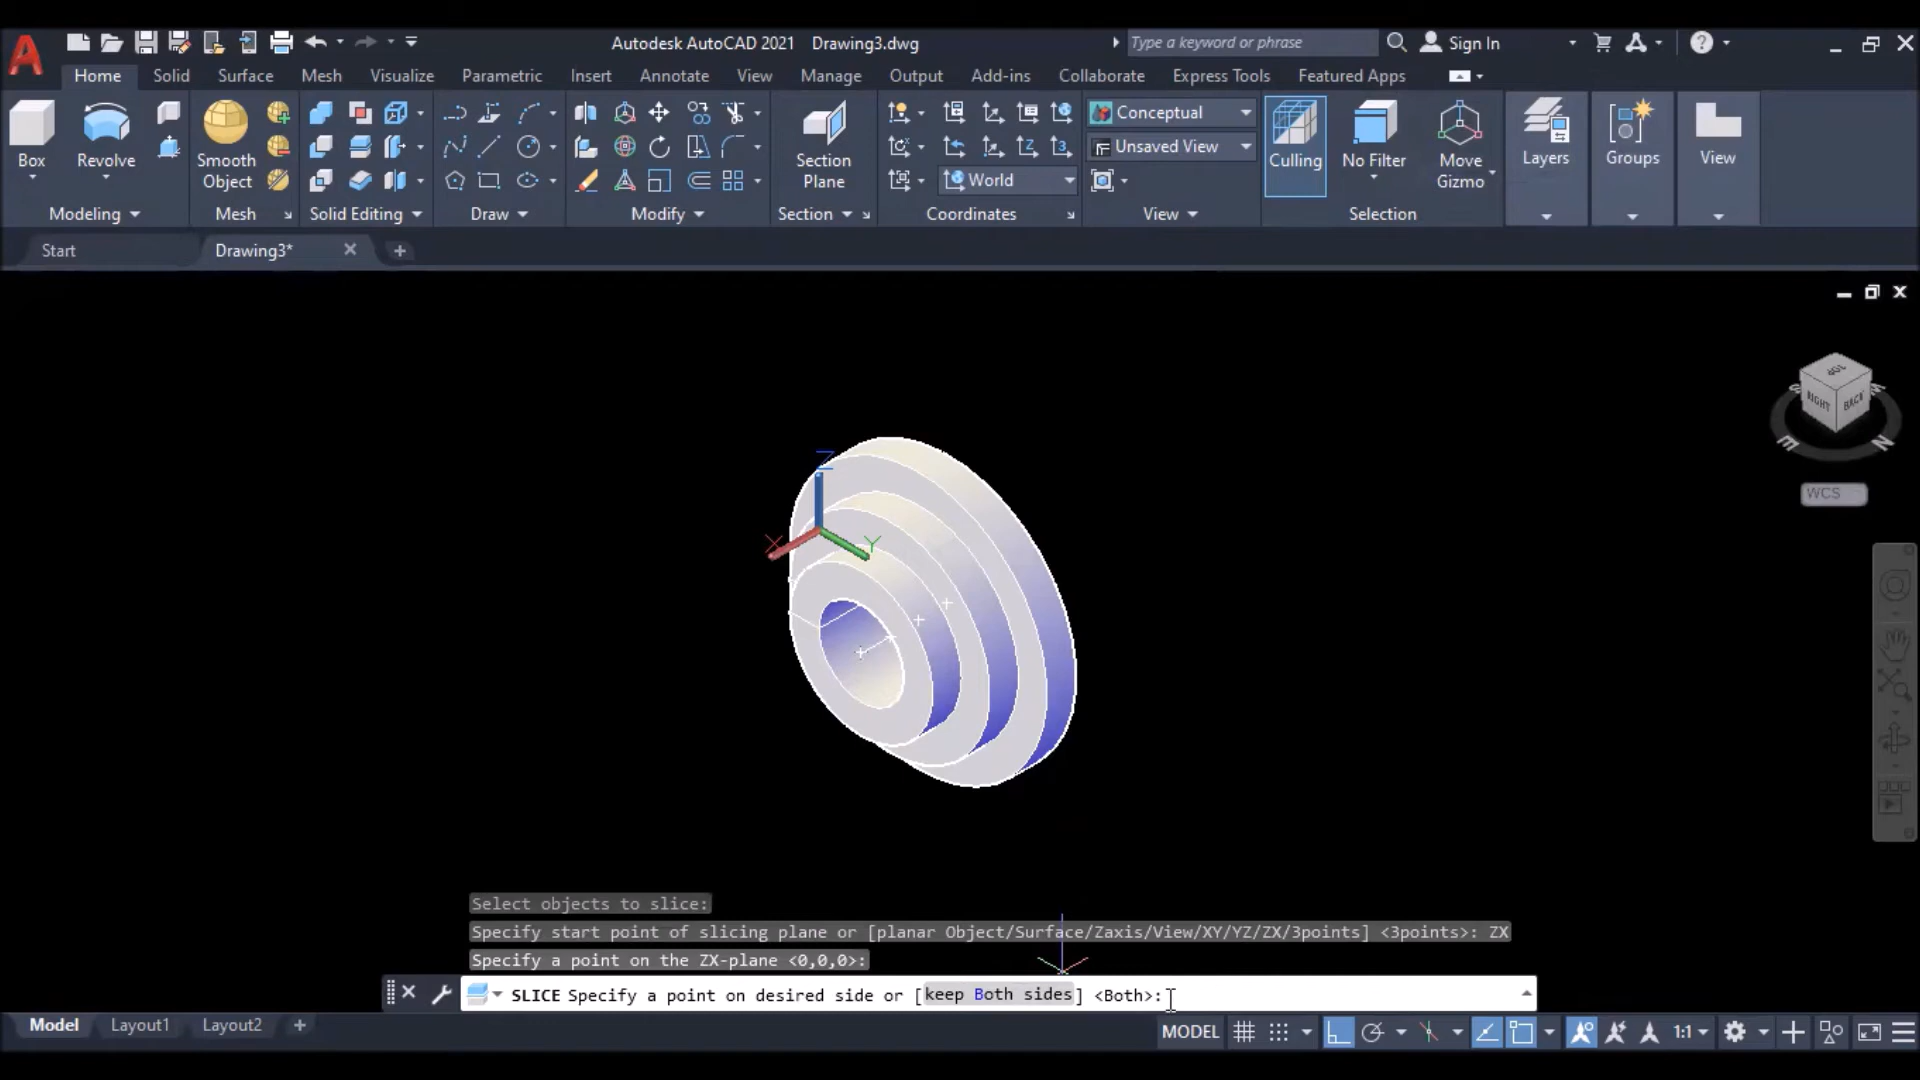 Autodesk AutoCAD 2021 Drawing3.dwg
Type a keyword or phrase
Sign In
Home Solid Surface Mesh Visualize Parametric Insert Annotate View Manage Output Add-ins Collaborate Express Tools Featured Apps
Box
Revolve
Smooth Object
Section Plane
Conceptual
Unsaved View
World
Culling
No Filter
Move Gizmo
Layers
Groups
View
Modeling
Mesh
Solid Editing
Draw
Modify
Section
Coordinates
View
Selection
Start
Drawing3*
TOP
RIGHT
BACK
E
N
WCS
Z
X
Y
Select objects to slice:
Specify start point of slicing plane or [planar Object/Surface/Zaxis/View/XY/YZ/ZX/3points] <3points>: ZX
Specify a point on the ZX-plane <0,0,0>:
SLICE Specify a point on desired side or [keep Both sides] <Both>:
Model Layout1 Layout2
MODEL
1:1